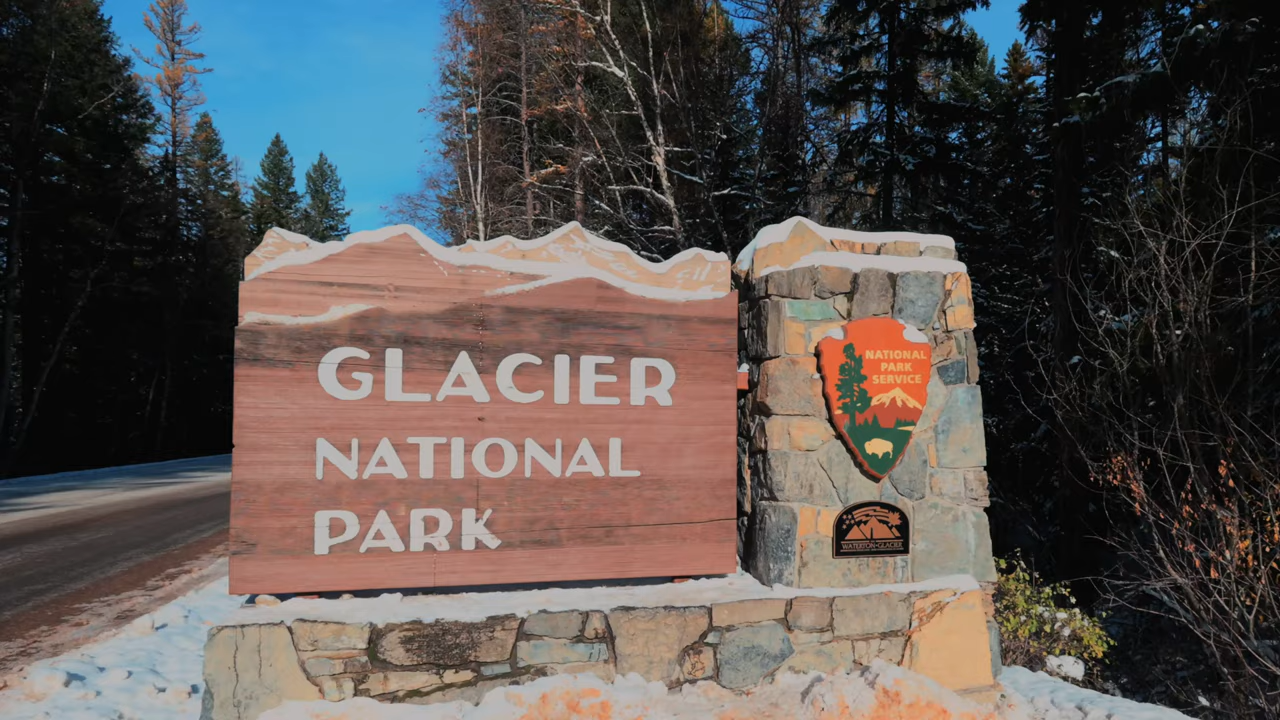 GLACIER
NATIONAL
PARK
NATIONAL
PARK
SERVICE
WATERTON-GLACIER